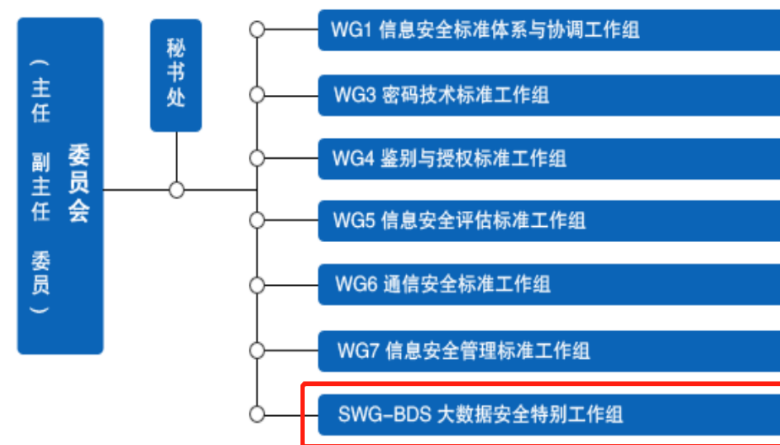 委员会
（主任 副主任 委员）
秘书处
WG1 信息安全标准体系与协调工作组
WG3 密码技术标准工作组
WG4 鉴别与授权标准工作组
WG5 信息安全评估标准工作组
WG6 通信安全标准工作组
WG7 信息安全管理标准工作组
SWG-BDS 大数据安全特别工作组